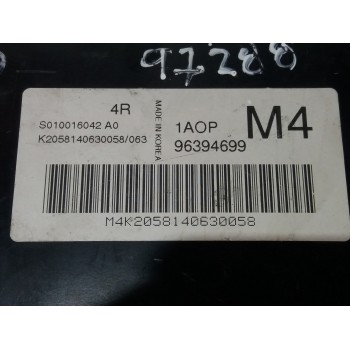 97288
4R
S010016042 A0
K2058140630058/063
MADE IN KOREA
1AOP
96394699
M4
M4K2058140630058